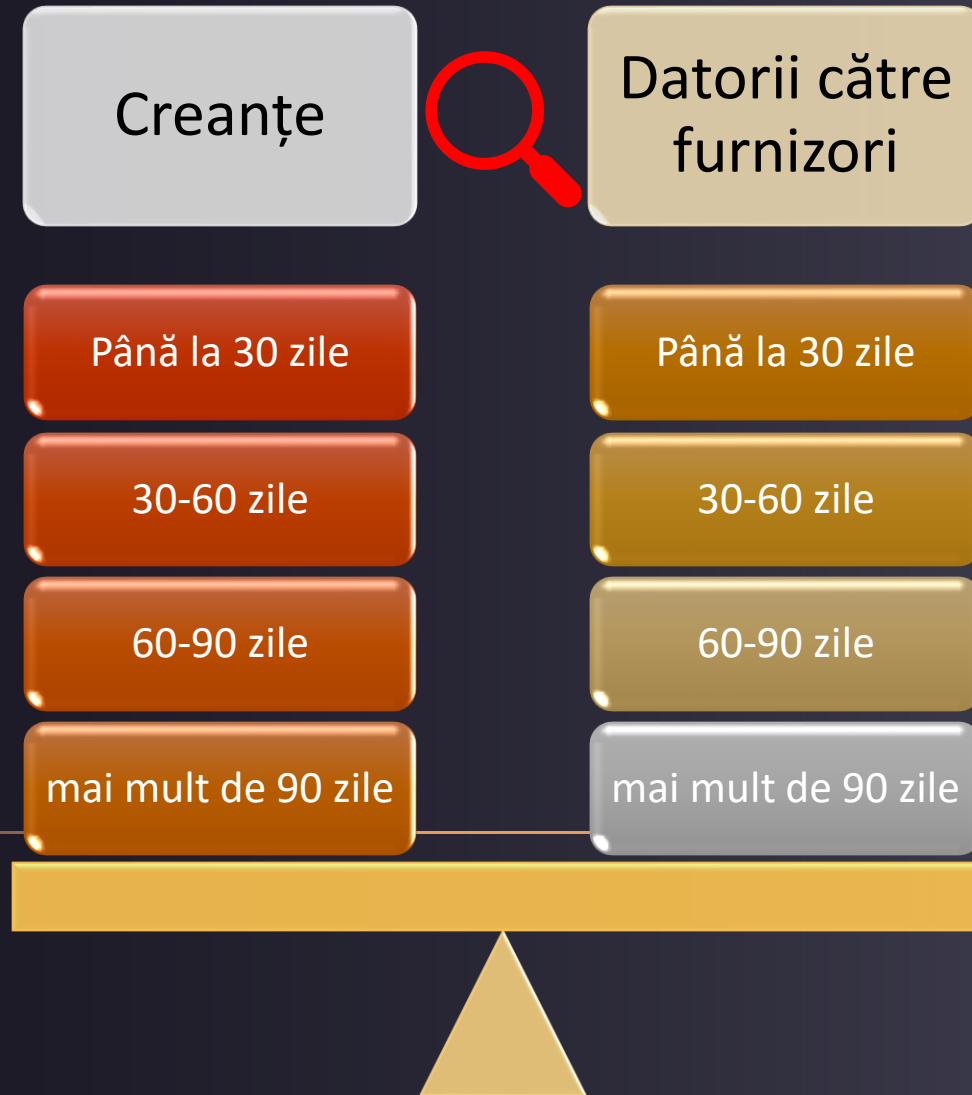 Creanțe
Datorii către
furnizori
Până la 30 zile
30-60 zile
60-90 zile
mai mult de 90 zile
Până la 30 zile
30-60 zile
60-90 zile
mai mult de 90 zile